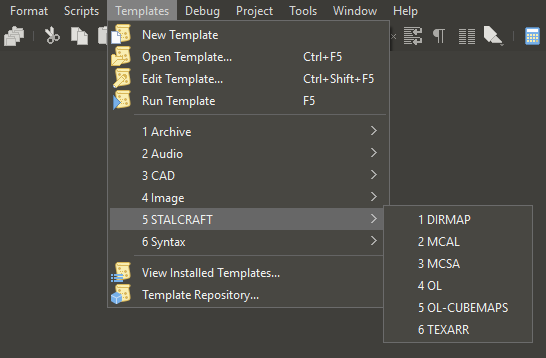 Format Scripts Templates Debug Project Tools Window Help
New Template
Open Template... Ctrl+F5
Edit Template... Ctrl+Shift+F5
Run Template F5
1 Archive
2 Audio
3 CAD
4 Image
5 STALCRAFT
6 Syntax
View Installed Templates...
Template Repository...
1 DIRMAP
2 MCAL
3 MCSA
4 OL
5 OL-CUBEMAPS
6 TEXARR